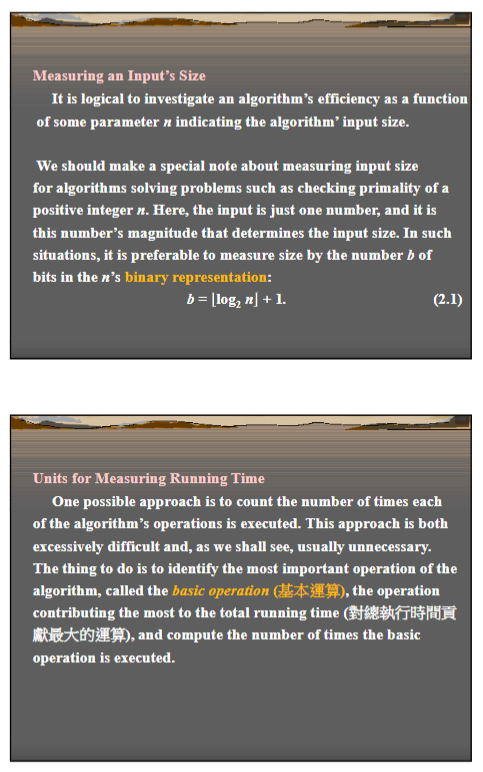 Measuring an Input’s Size
It is logical to investigate an algorithm’s efficiency as a function
of some parameter n indicating the algorithm’ input size.
We should make a special note about measuring input size
for algorithms solving problems such as checking primality of a
positive integer n. Here, the input is just one number, and it is
this number’s magnitude that determines the input size. In such
situations, it is preferable to measure size by the number b of
bits in the n’s binary representation:
b = ⌊log₂ n⌋ + 1. (2.1)
Units for Measuring Running Time
One possible approach is to count the number of times each
of the algorithm’s operations is executed. This approach is both
excessively difficult and, as we shall see, usually unnecessary.
The thing to do is to identify the most important operation of the
algorithm, called the basic operation (基本運算), the operation
contributing the most to the total running time (對總執行時間貢
獻最大的運算), and compute the number of times the basic
operation is executed.